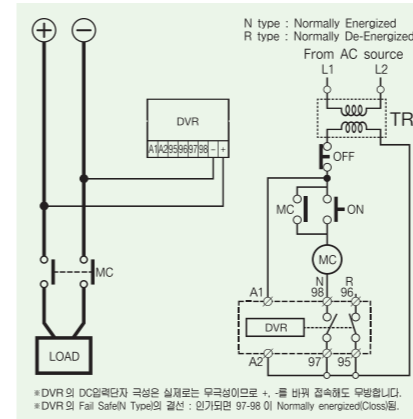 N type : Normally Energized
R type : Normally De-Energized
From AC source
L1 L2
TR
DVR
A1 A2 95 96 97 98 - +
OFF
MC
ON
MC
MC
N R
A1 98 96
DVR
A2 97 95
LOAD
※DVR의 DC입력단자 극성은 실제로는 무극성이므로 +, -를 바꿔 접속해도 무방합니다.
※DVR의 Fail Safe(N Type)의 결선 : 인가되면 97-98 이 Normally energized(Closs)됨.